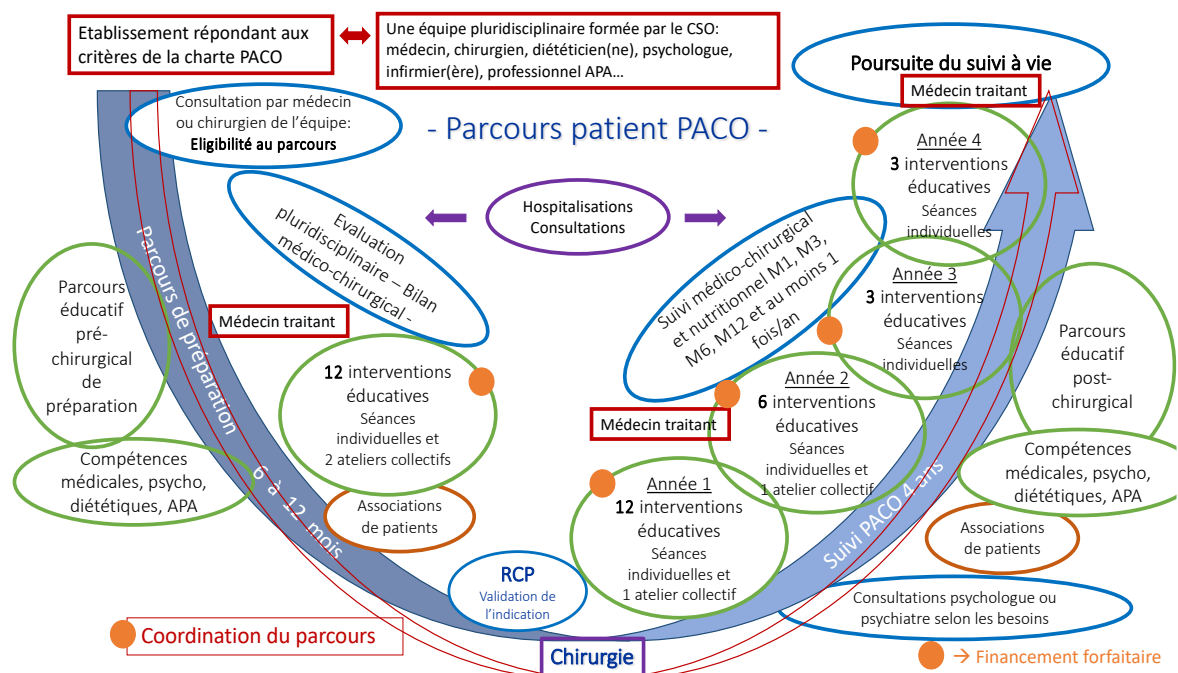 Etablissement répondant aux
critères de la charte PACO
Une équipe pluridisciplinaire formée par le CSO:
médecin, chirurgien, diététicien(ne), psychologue,
infirmier(ère), professionnel APA...
Poursuite du suivi à vie
Médecin traitant
Consultation par médecin
ou chirurgien de l'équipe:
Eligibilité au parcours
- Parcours patient PACO -
Hospitalisations
Consultations
Evaluation
pluridisciplinaire – Bilan
médico-chirurgical -
Parcours de préparation
6 à 12 mois
Parcours
éducatif
pré-
chirurgical
de
préparation
Compétences
médicales, psycho,
diététiques, APA
Médecin traitant
12 interventions
éducatives
Séances
individuelles et
2 ateliers collectifs
Associations
de patients
RCP
Validation de
l'indication
Chirurgie
Année 1
12 interventions
éducatives
Séances
individuelles et
1 atelier collectif
Médecin traitant
Année 2
6 interventions
éducatives
Séances
individuelles et
1 atelier collectif
Suivi médico-chirurgical
et nutritionnel M1, M3,
M6, M12 et au moins 1
fois/an
Année 3
3 interventions
éducatives
Séances
individuelles
Année 4
3 interventions
éducatives
Séances
individuelles
Suivi PACO 4 ans
Parcours
éducatif
post-
chirurgical
Compétences
médicales, psycho,
diététiques, APA
Associations
de patients
Consultations psychologue ou
psychiatre selon les besoins
Coordination du parcours
→ Financement forfaitaire